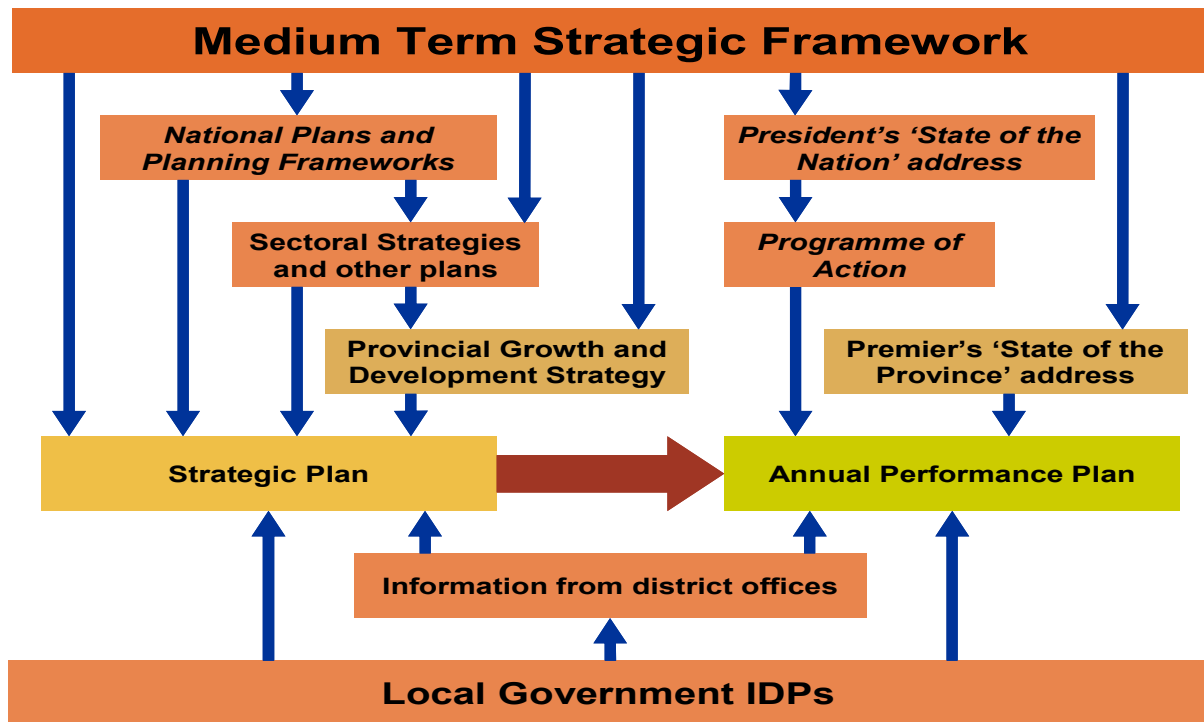 Medium Term Strategic Framework
National Plans and
Planning Frameworks
President’s ‘State of the
Nation’ address
Sectoral Strategies
and other plans
Programme of
Action
Provincial Growth and
Development Strategy
Premier’s ‘State of the
Province’ address
Strategic Plan
Annual Performance Plan
Information from district offices
Local Government IDPs